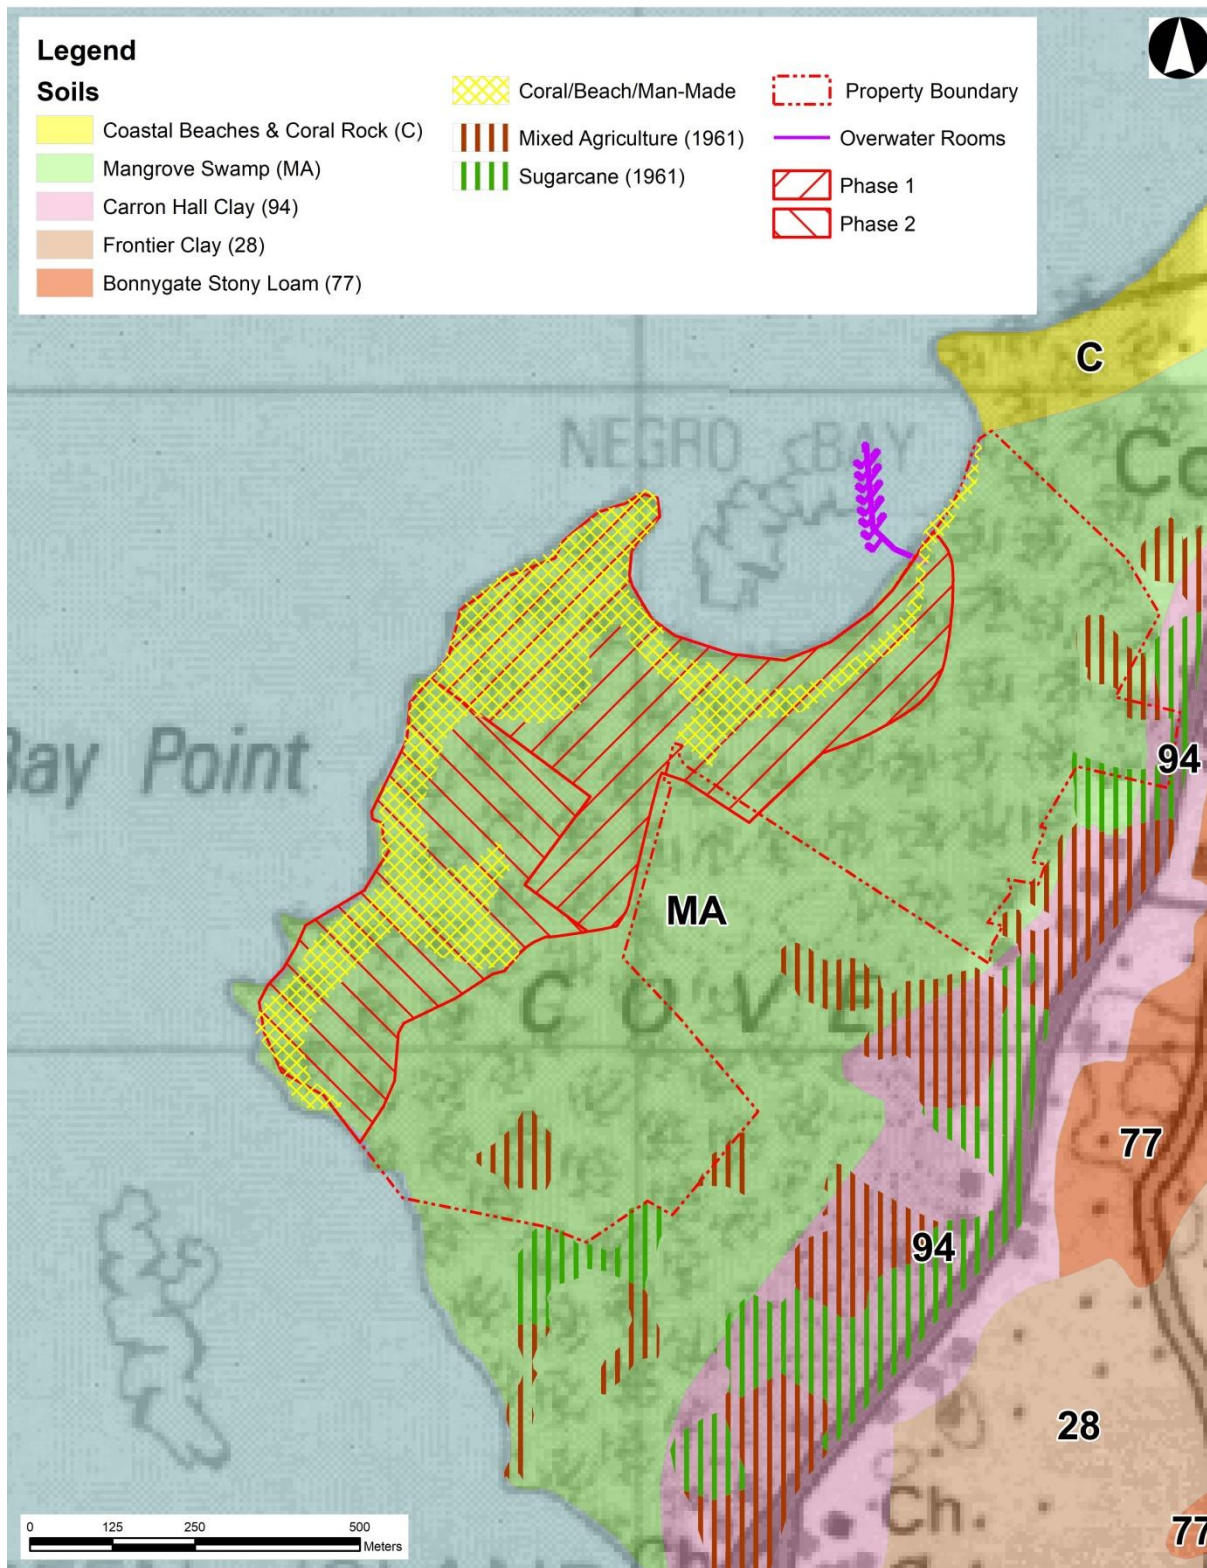 Legend
Soils
Coastal Beaches & Coral Rock (C)
Mangrove Swamp (MA)
Carron Hall Clay (94)
Frontier Clay (28)
Bonnygate Stony Loam (77)
Coral/Beach/Man-Made
Mixed Agriculture (1961)
Sugarcane (1961)
Property Boundary
Overwater Rooms
Phase 1
Phase 2
C
NEGRO BAY
Co
Bay Point
94
MA
COVE
77
94
28
Ch.
77
0 125 250 500
Meters